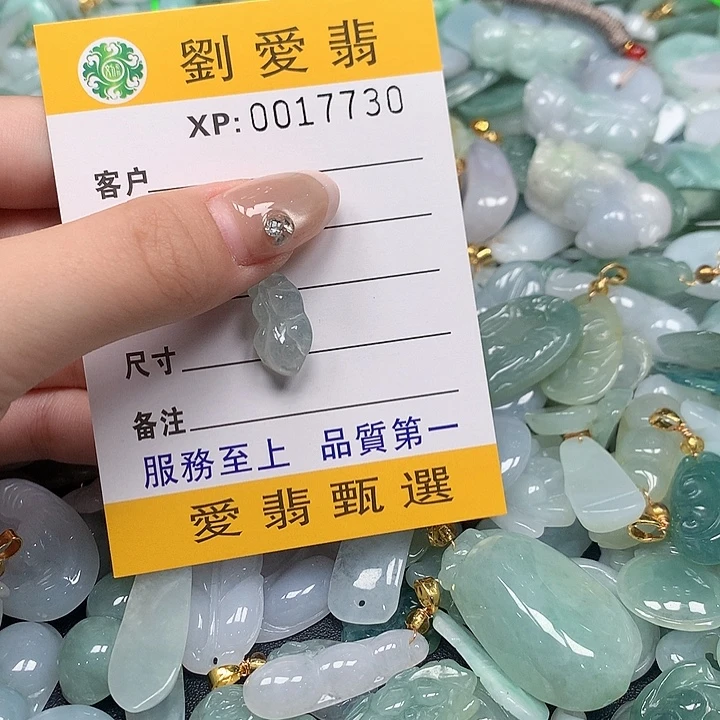 劉愛翡
XP: 0017730
客户
尺寸
备注
服務至上 品質第一
愛翡甄選